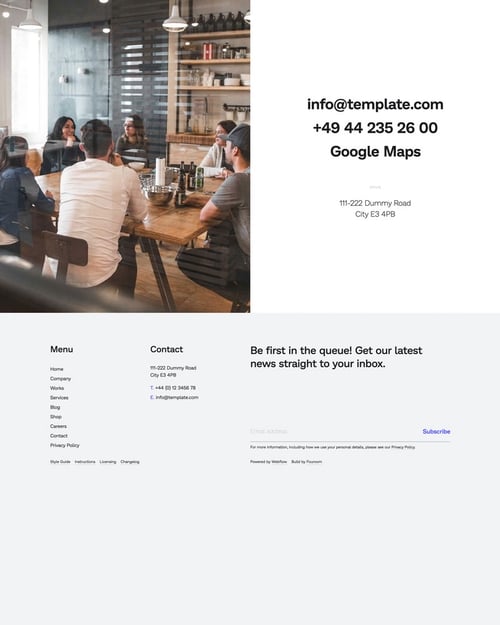 info@template.com
+49 44 235 26 00
Google Maps
111-222 Dummy Road
City E3 4PB
Menu
Home
Company
Works
Services
Blog
Shop
Careers
Contact
Privacy Policy
Contact
111-222 Dummy Road
City E3 4PB
T. +44 (0) 12 3456 78
E. info@template.com
Be first in the queue! Get our latest
news straight to your inbox.
Email Address
Subscribe
For more information, including how we use your personal details, please see our Privacy Policy.
Style Guide Instructions Licensing Changelog
Powered by Webflow Build by Foursom